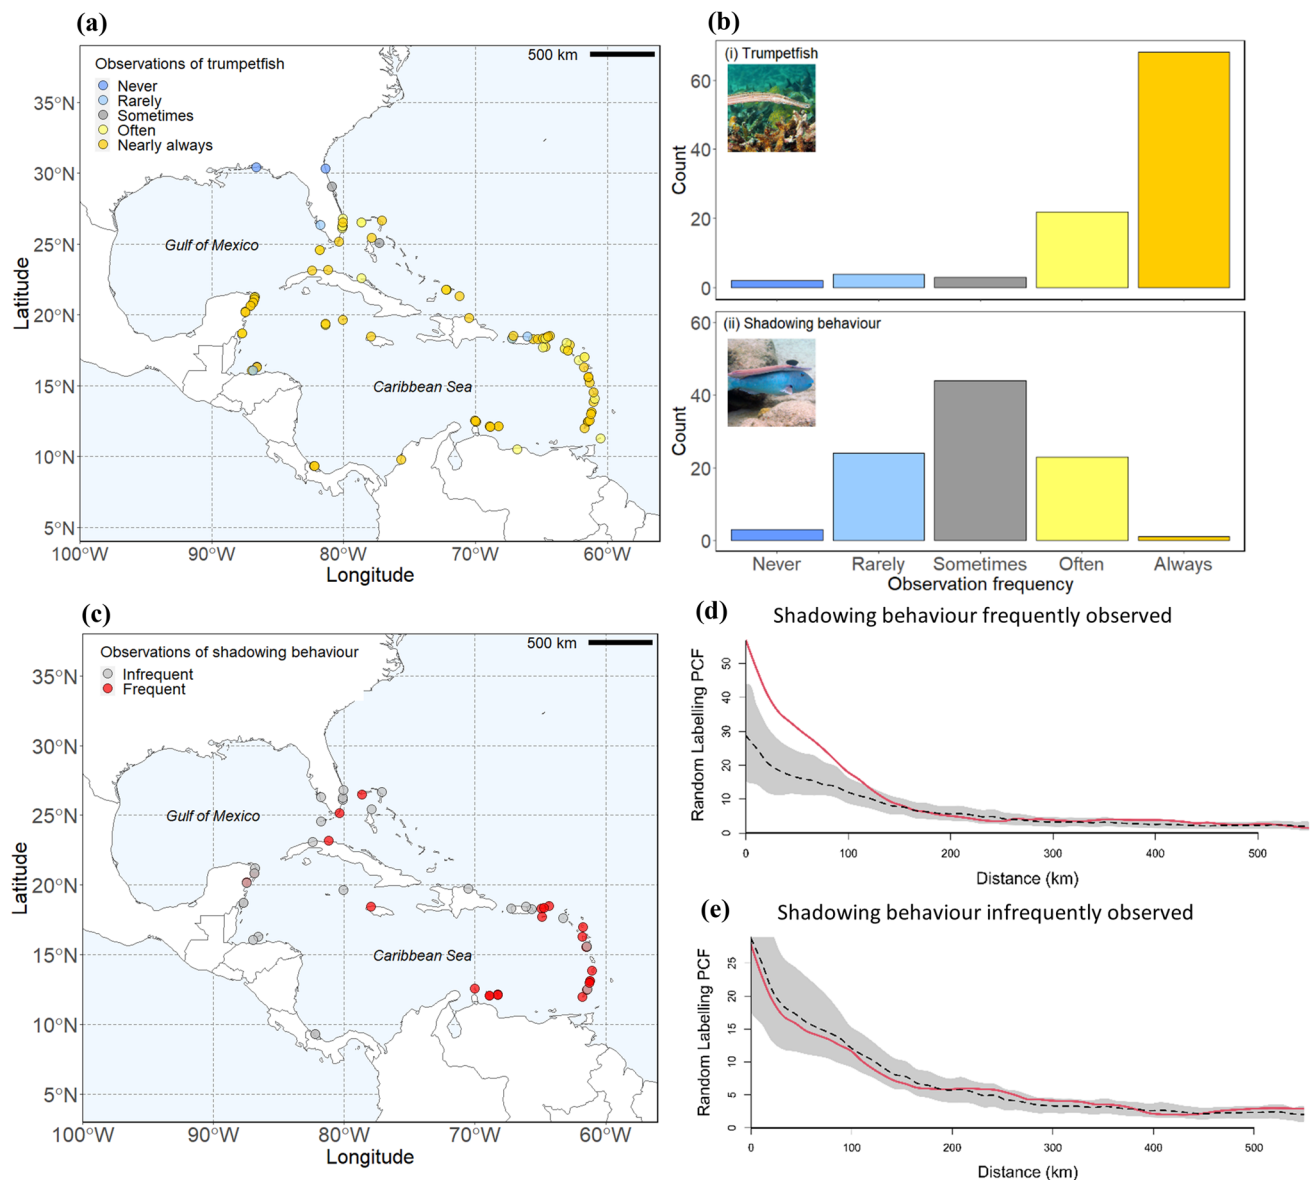 (a)
500 km
Observations of trumpetfish
Never
Rarely
Sometimes
Often
Nearly always
Gulf of Mexico
Caribbean Sea
35°N
30°N
25°N
20°N
15°N
10°N
5°N
Latitude
100°W 90°W 80°W 70°W 60°W
Longitude
(b)
(i) Trumpetfish
60
40
20
0
Count
(ii) Shadowing behaviour
60
40
20
0
Count
Never Rarely Sometimes Often Always
Observation frequency
(c)
500 km
Observations of shadowing behaviour
Infrequent
Frequent
Gulf of Mexico
Caribbean Sea
35°N
30°N
25°N
20°N
15°N
10°N
5°N
Latitude
100°W 90°W 80°W 70°W 60°W
Longitude
(d)
Shadowing behaviour frequently observed
Random Labelling PCF
50
40
30
20
10
0
0 100 200 300 400 500
Distance (km)
(e)
Shadowing behaviour infrequently observed
Random Labelling PCF
25
20
15
10
5
0
0 100 200 300 400 500
Distance (km)